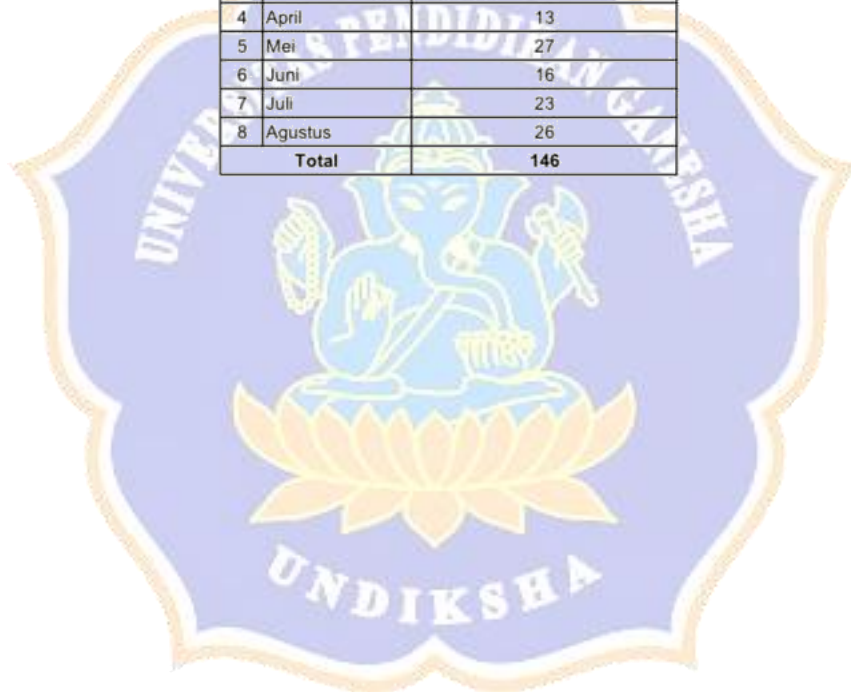 4 April 13
5 Mei 27
6 Juni 16
7 Juli 23
8 Agustus 26
Total 146
UNIVERSITAS PENDIDIKAN GANESHA
UNDIKSHA